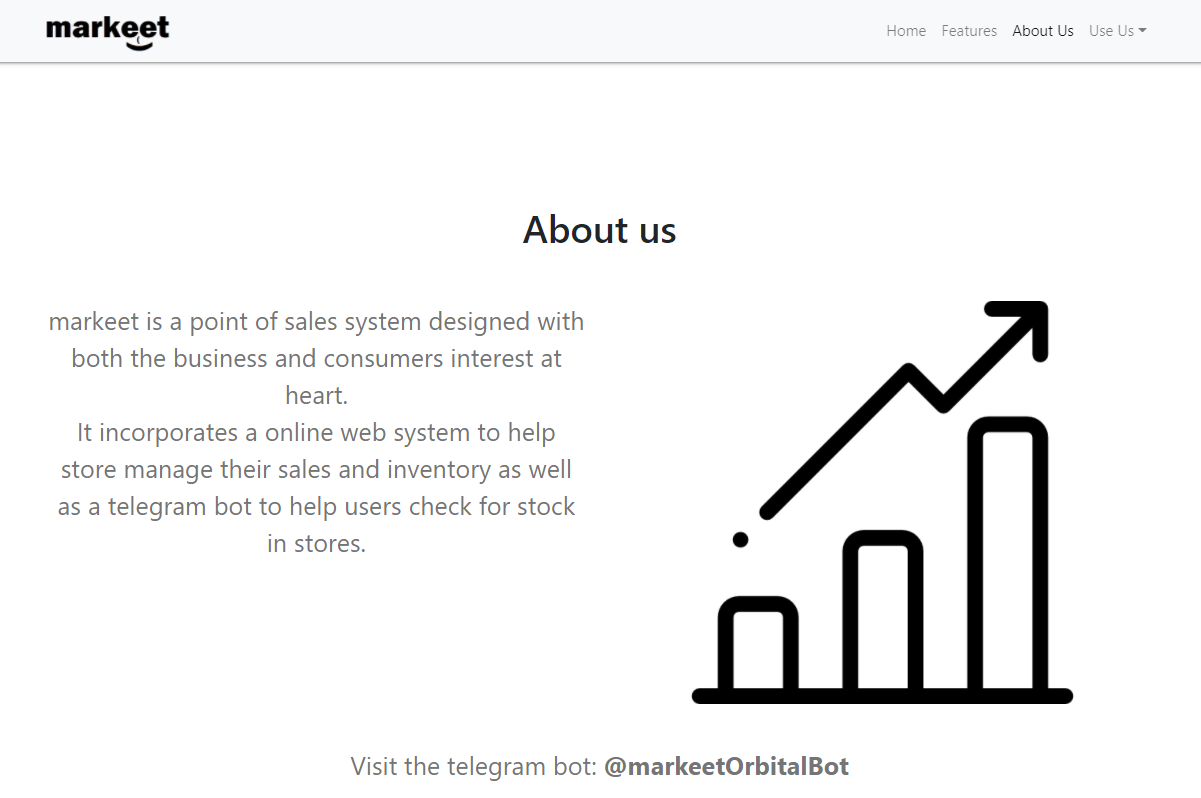 markeet
Home Features About Us Use Us
About us
markeet is a point of sales system designed with
both the business and consumers interest at
heart.
It incorporates a online web system to help
store manage their sales and inventory as well
as a telegram bot to help users check for stock
in stores.
Visit the telegram bot: @markeetOrbitalBot